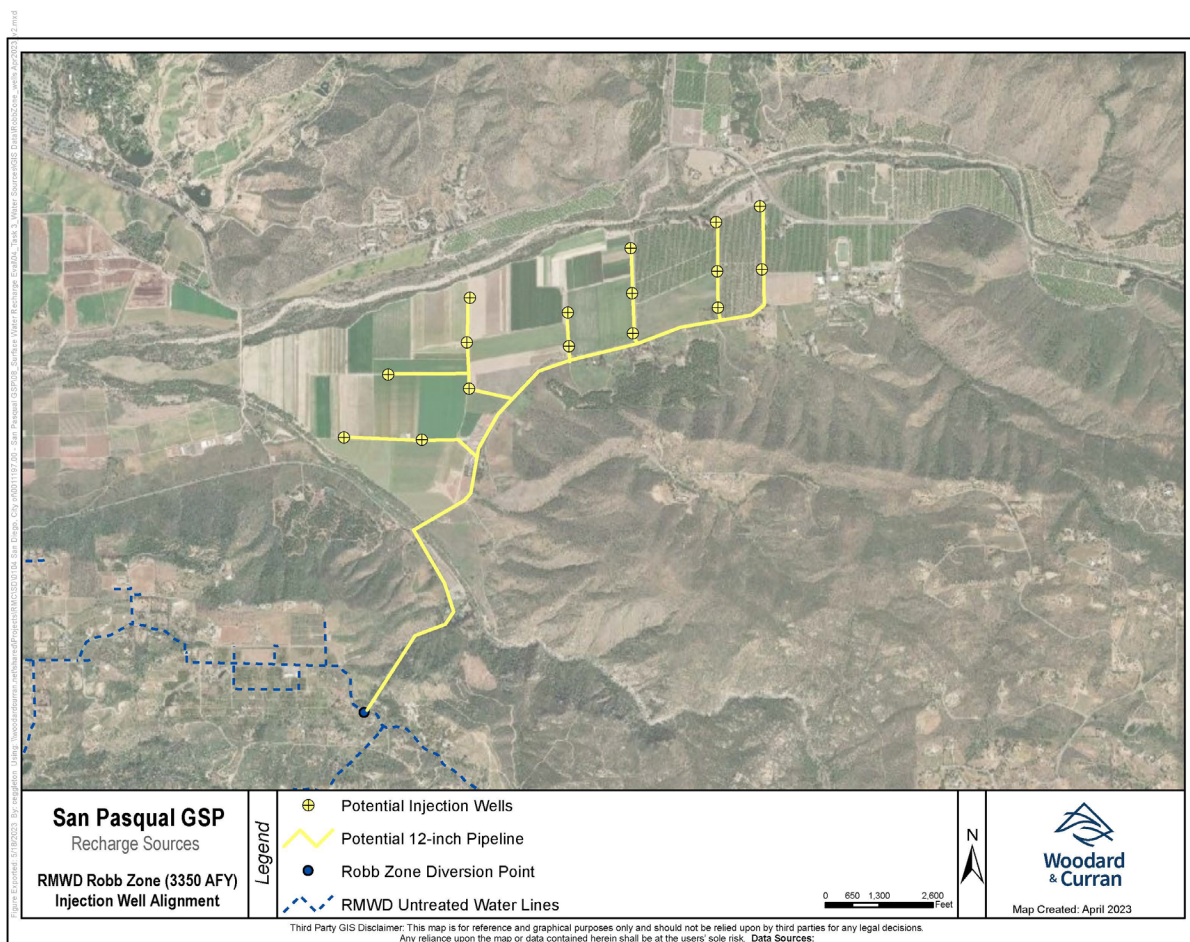 San Pasqual GSP
Recharge Sources
RMWD Robb Zone (3350 AFY)
Injection Well Alignment
Legend
Potential Injection Wells
Potential 12-inch Pipeline
Robb Zone Diversion Point
RMWD Untreated Water Lines
N
0 650 1,300 2,600
Feet
Woodard
& Curran
Map Created: April 2023
Third Party GIS Disclaimer: This map is for reference and graphical purposes only and should not be relied upon by third parties for any legal decisions.
Any reliance upon the map or data contained herein shall be at the users' sole risk. Data Sources: